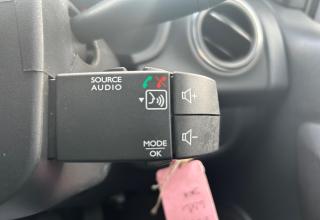 SOURCE
AUDIO
+
-
MODE
OK